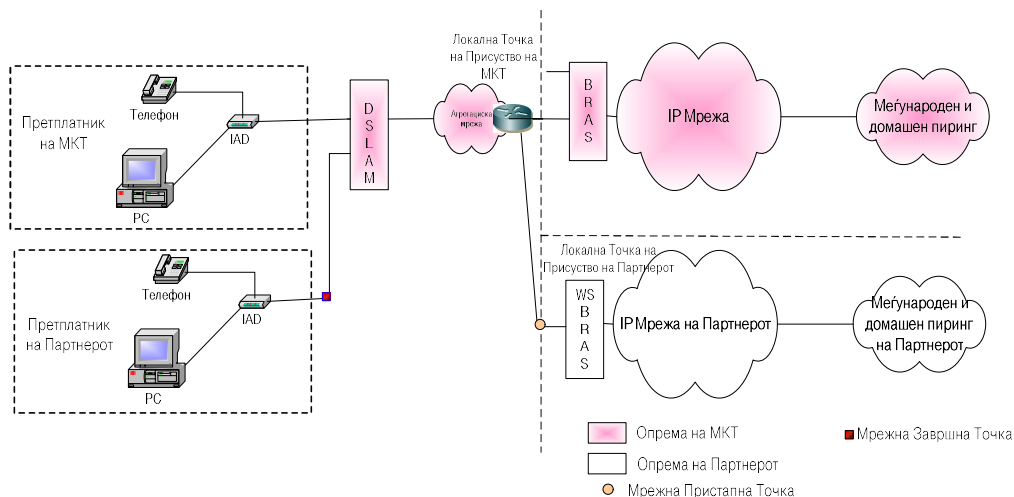 Локална Точка
на Присуство на
МКТ
Телефон
Претплатник
на МКТ
IAD
PC
D
S
L
A
M
Агрегациска
мрежа
B
R
A
S
IP Мрежа
Меѓународен и
домашен пиринг
Локална Точка на
Присуство на Партнерот
Телефон
Претплатник
на Партнерот
IAD
PC
WS
B
R
A
S
IP Мрежа на Партнерот
Меѓународен и
домашен пиринг
на Партнерот
Опрема на МКТ
Мрежна Завршна Точка
Опрема на Партнерот
Мрежна Пристапна Точка